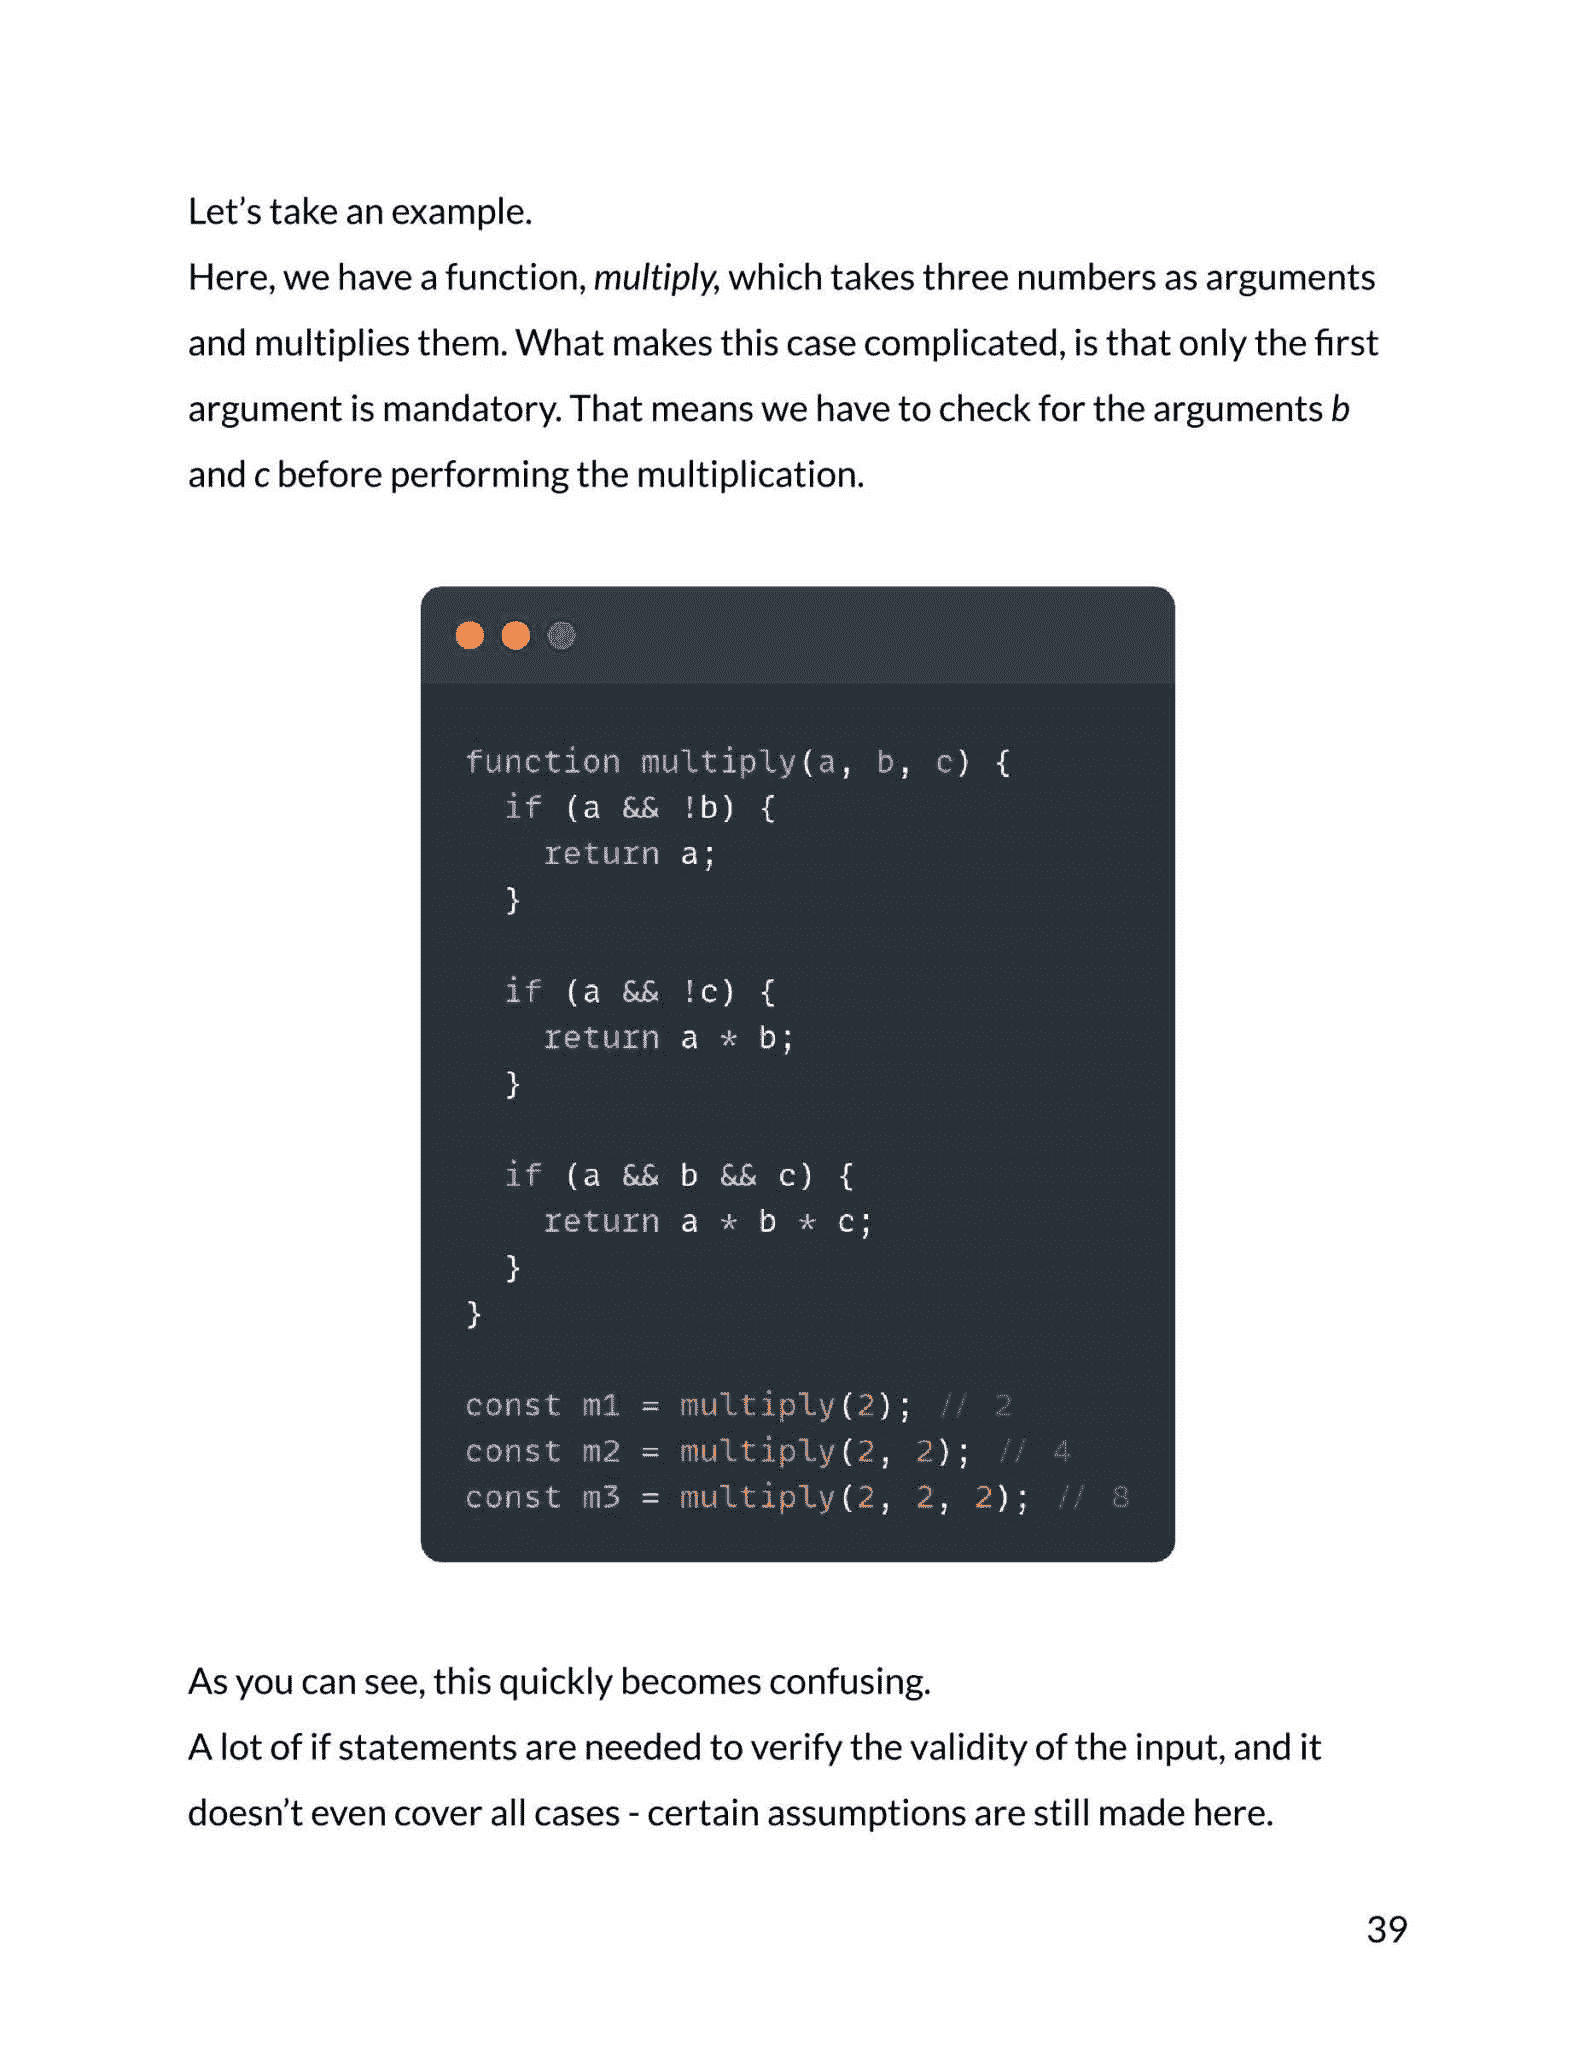 Let’s take an example.
Here, we have a function, multiply, which takes three numbers as arguments
and multiplies them. What makes this case complicated, is that only the first
argument is mandatory. That means we have to check for the arguments b
and c before performing the multiplication.
function multiply(a, b, c) {
  if (a && !b) {
    return a;
  }

  if (a && !c) {
    return a * b;
  }

  if (a && b && c) {
    return a * b * c;
  }
}

const m1 = multiply(2); // 2
const m2 = multiply(2, 2); // 4
const m3 = multiply(2, 2, 2); // 8
As you can see, this quickly becomes confusing.
A lot of if statements are needed to verify the validity of the input, and it
doesn’t even cover all cases - certain assumptions are still made here.
39